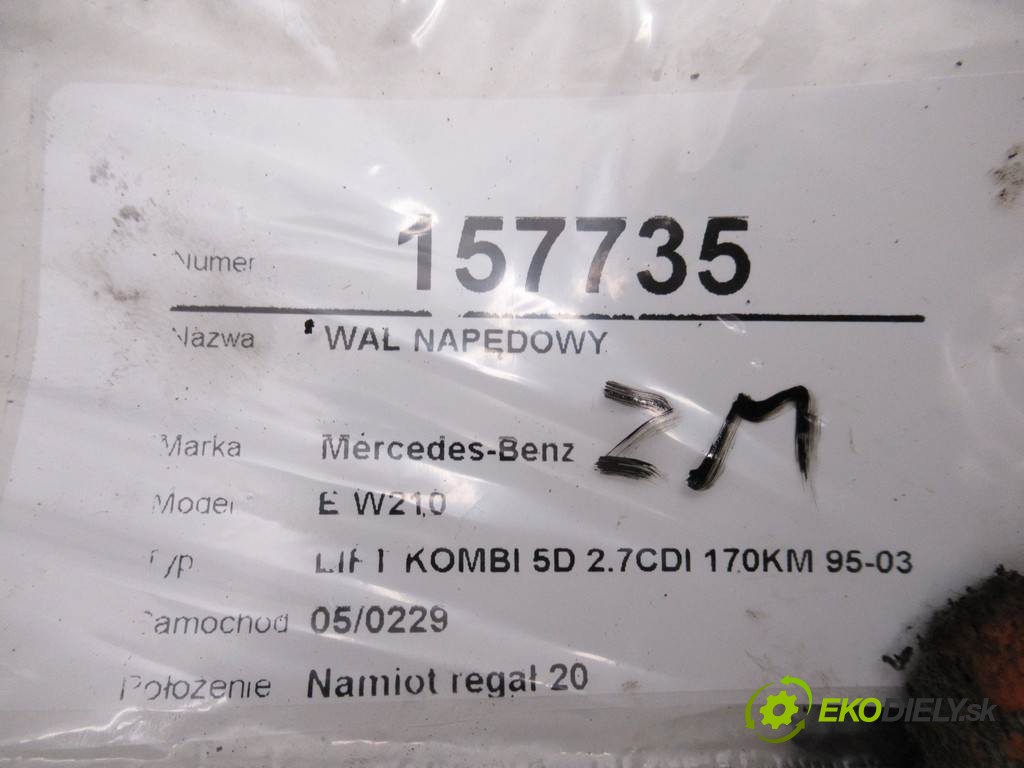 Numer 157735
Nazwa WAŁ NAPĘDOWY
ZM
Marka Mercedes-Benz
Model E W210
Typ LIFT KOMBI 5D 2.7CDI 170KM 95-03
Samochod 05/0229
Położenie Namiot regał 20
EKODIELY.sk